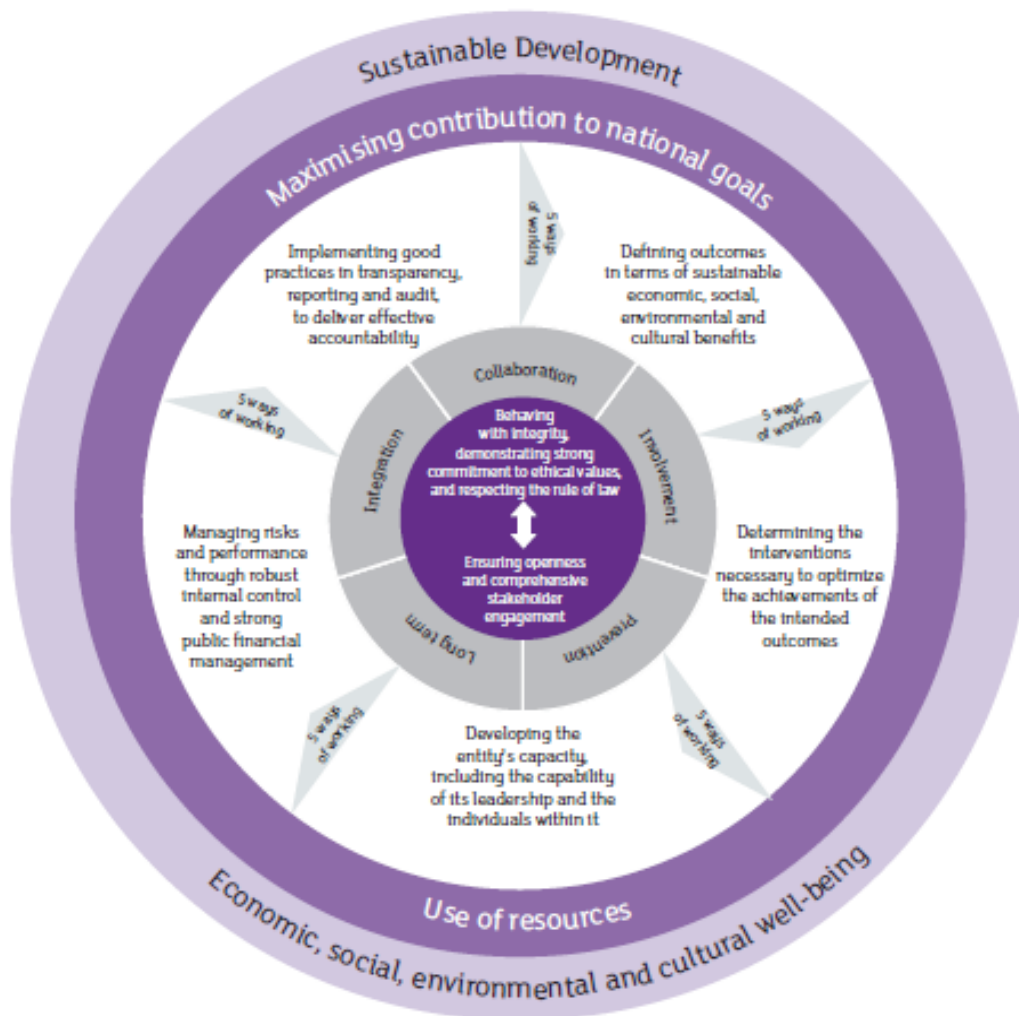 Sustainable Development
Maximising contribution to national goals
5 ways
of working
Implementing good
practices in transparency,
reporting and audit,
to deliver effective
accountability
Defining outcomes
in terms of sustainable
economic, social,
environmental and
cultural benefits
Collaboration
5 ways
of working
5 ways
of working
Integration
Behaving
with integrity,
demonstrating strong
commitment to ethical values,
and respecting the rule of law
Involvement
Managing risks
and performance
through robust
internal control
and strong
public financial
management
Ensuring openness
and comprehensive
stakeholder
engagement
Determining the
interventions
necessary to optimize
the achievements of
the intended
outcomes
Long term
Prevention
5 ways
of working
5 ways
of working
Developing the
entity's capacity,
including the capability
of its leadership and the
individuals within it
Use of resources
Economic, social, environmental and cultural well-being